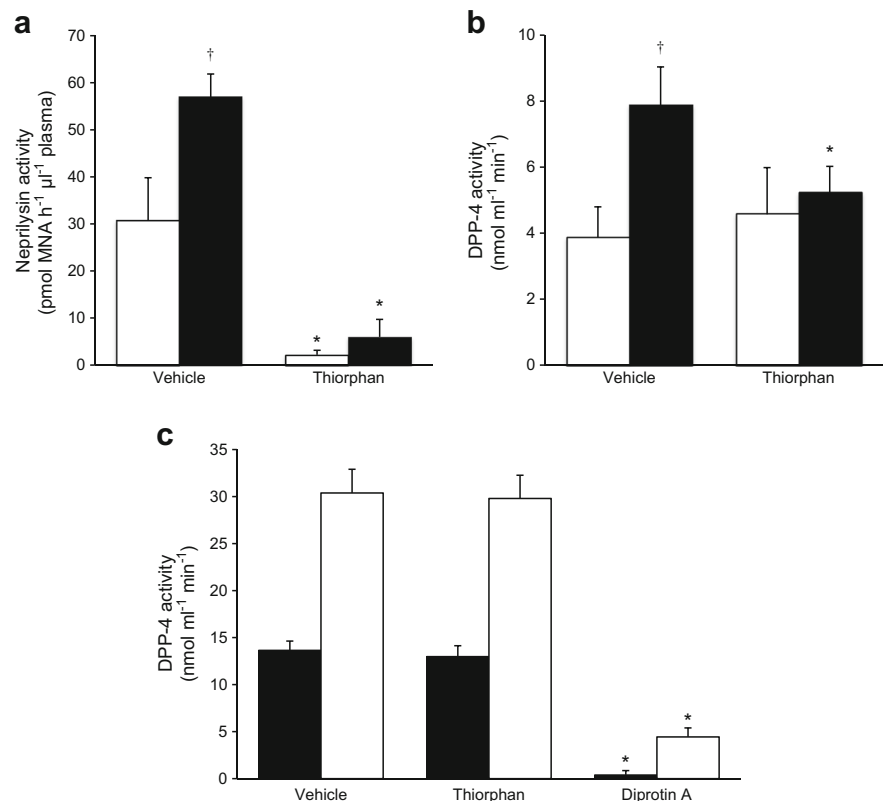 a
Neprilysin activity
(pmol MNA h⁻¹ µl⁻¹ plasma)
70
60
50
40
30
20
10
0
†
*
*
Vehicle
Thiorphan
b
DPP-4 activity
(nmol ml⁻¹ min⁻¹)
10
8
6
4
2
0
†
*
Vehicle
Thiorphan
c
DPP-4 activity
(nmol ml⁻¹ min⁻¹)
35
30
25
20
15
10
5
0
*
*
Vehicle
Thiorphan
Diprotin A